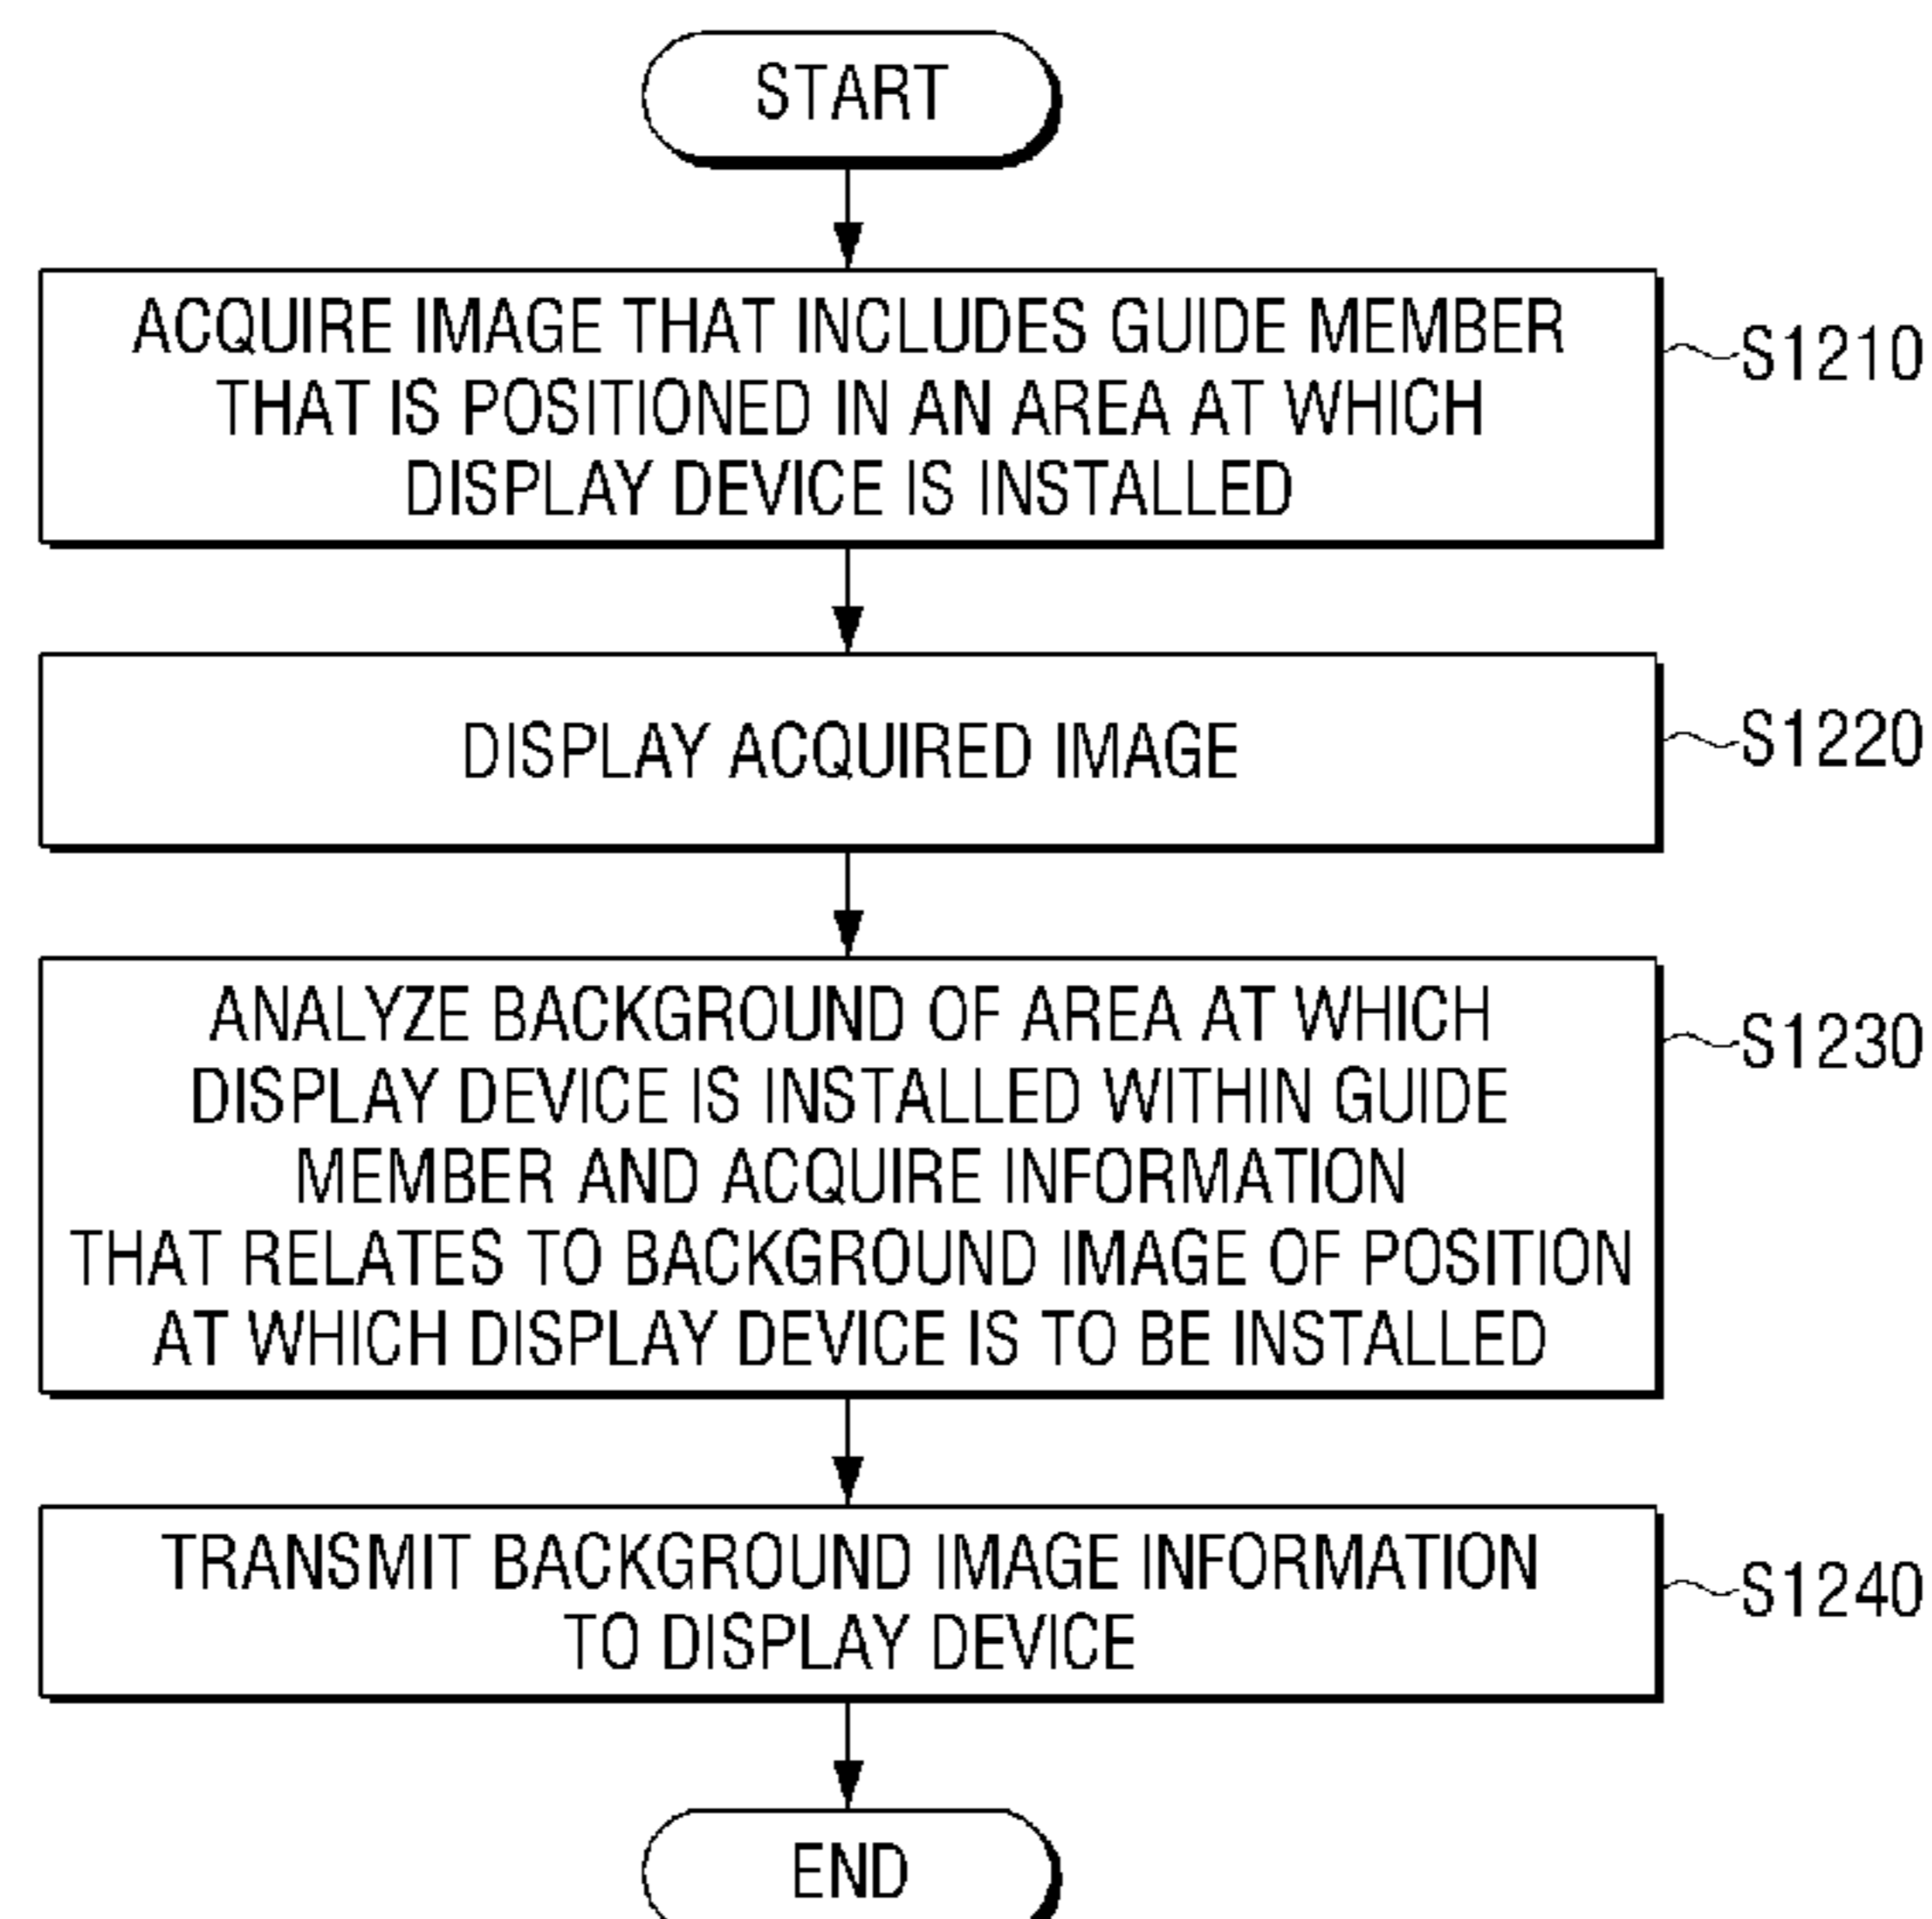 START
ACQUIRE IMAGE THAT INCLUDES GUIDE MEMBER
THAT IS POSITIONED IN AN AREA AT WHICH
DISPLAY DEVICE IS INSTALLED
S1210
DISPLAY ACQUIRED IMAGE
S1220
ANALYZE BACKGROUND OF AREA AT WHICH
DISPLAY DEVICE IS INSTALLED WITHIN GUIDE
MEMBER AND ACQUIRE INFORMATION
THAT RELATES TO BACKGROUND IMAGE OF POSITION
AT WHICH DISPLAY DEVICE IS TO BE INSTALLED
S1230
TRANSMIT BACKGROUND IMAGE INFORMATION
TO DISPLAY DEVICE
S1240
END